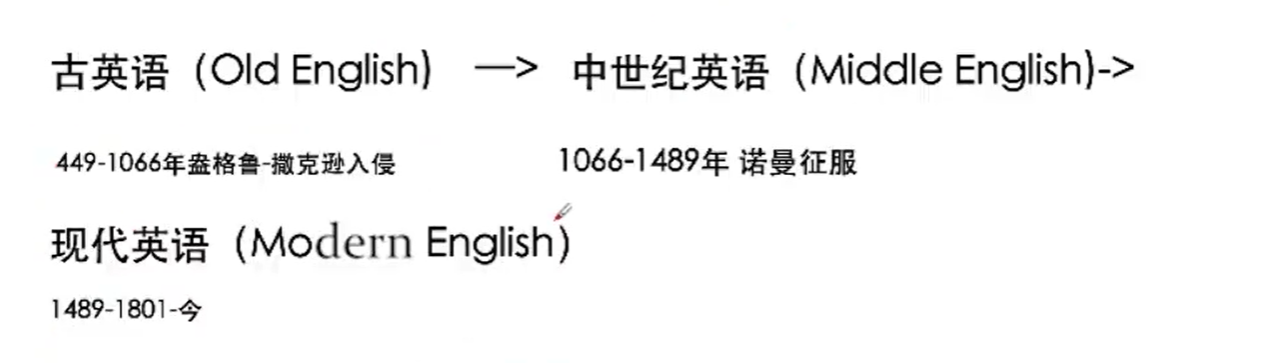 古英语（Old English) —> 中世纪英语（Middle English)->
449-1066年盎格鲁-撒克逊入侵 1066-1489年 诺曼征服
现代英语（Modern English)
1489-1801-今